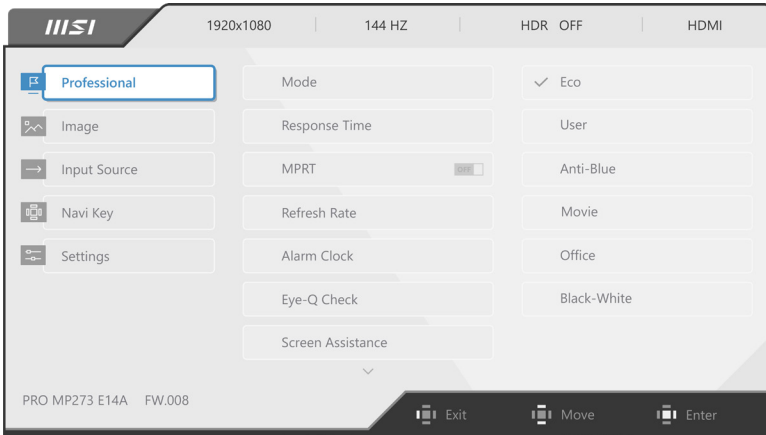 msi 1920x1080 144 HZ HDR OFF HDMI
Professional Mode Eco
Image Response Time User
Input Source MPRT OFF Anti-Blue
Navi Key Refresh Rate Movie
Settings Alarm Clock Office
Eye-Q Check Black-White
Screen Assistance
PRO MP273 E14A FW.008 Exit Move Enter